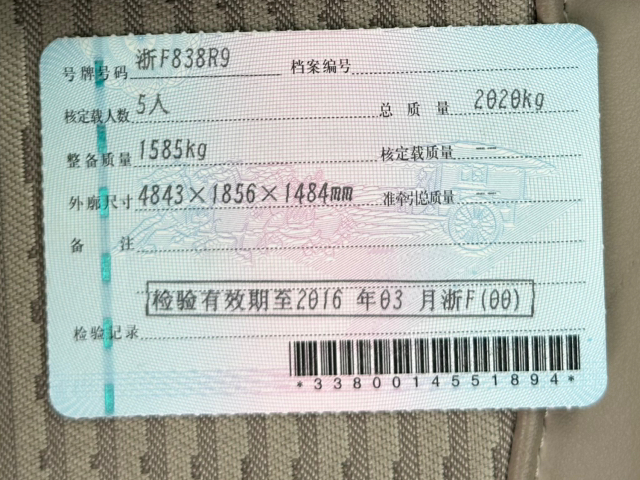 号牌号码 浙F838R9 档案编号
核定载人数 5人 总质量 2020kg
整备质量 1585kg 核定载质量 --
外廓尺寸 4843×1856×1484mm 准牵引总质量 --
备注
检验有效期至2016 年03 月浙F(00)
检验记录
*3380014551894*